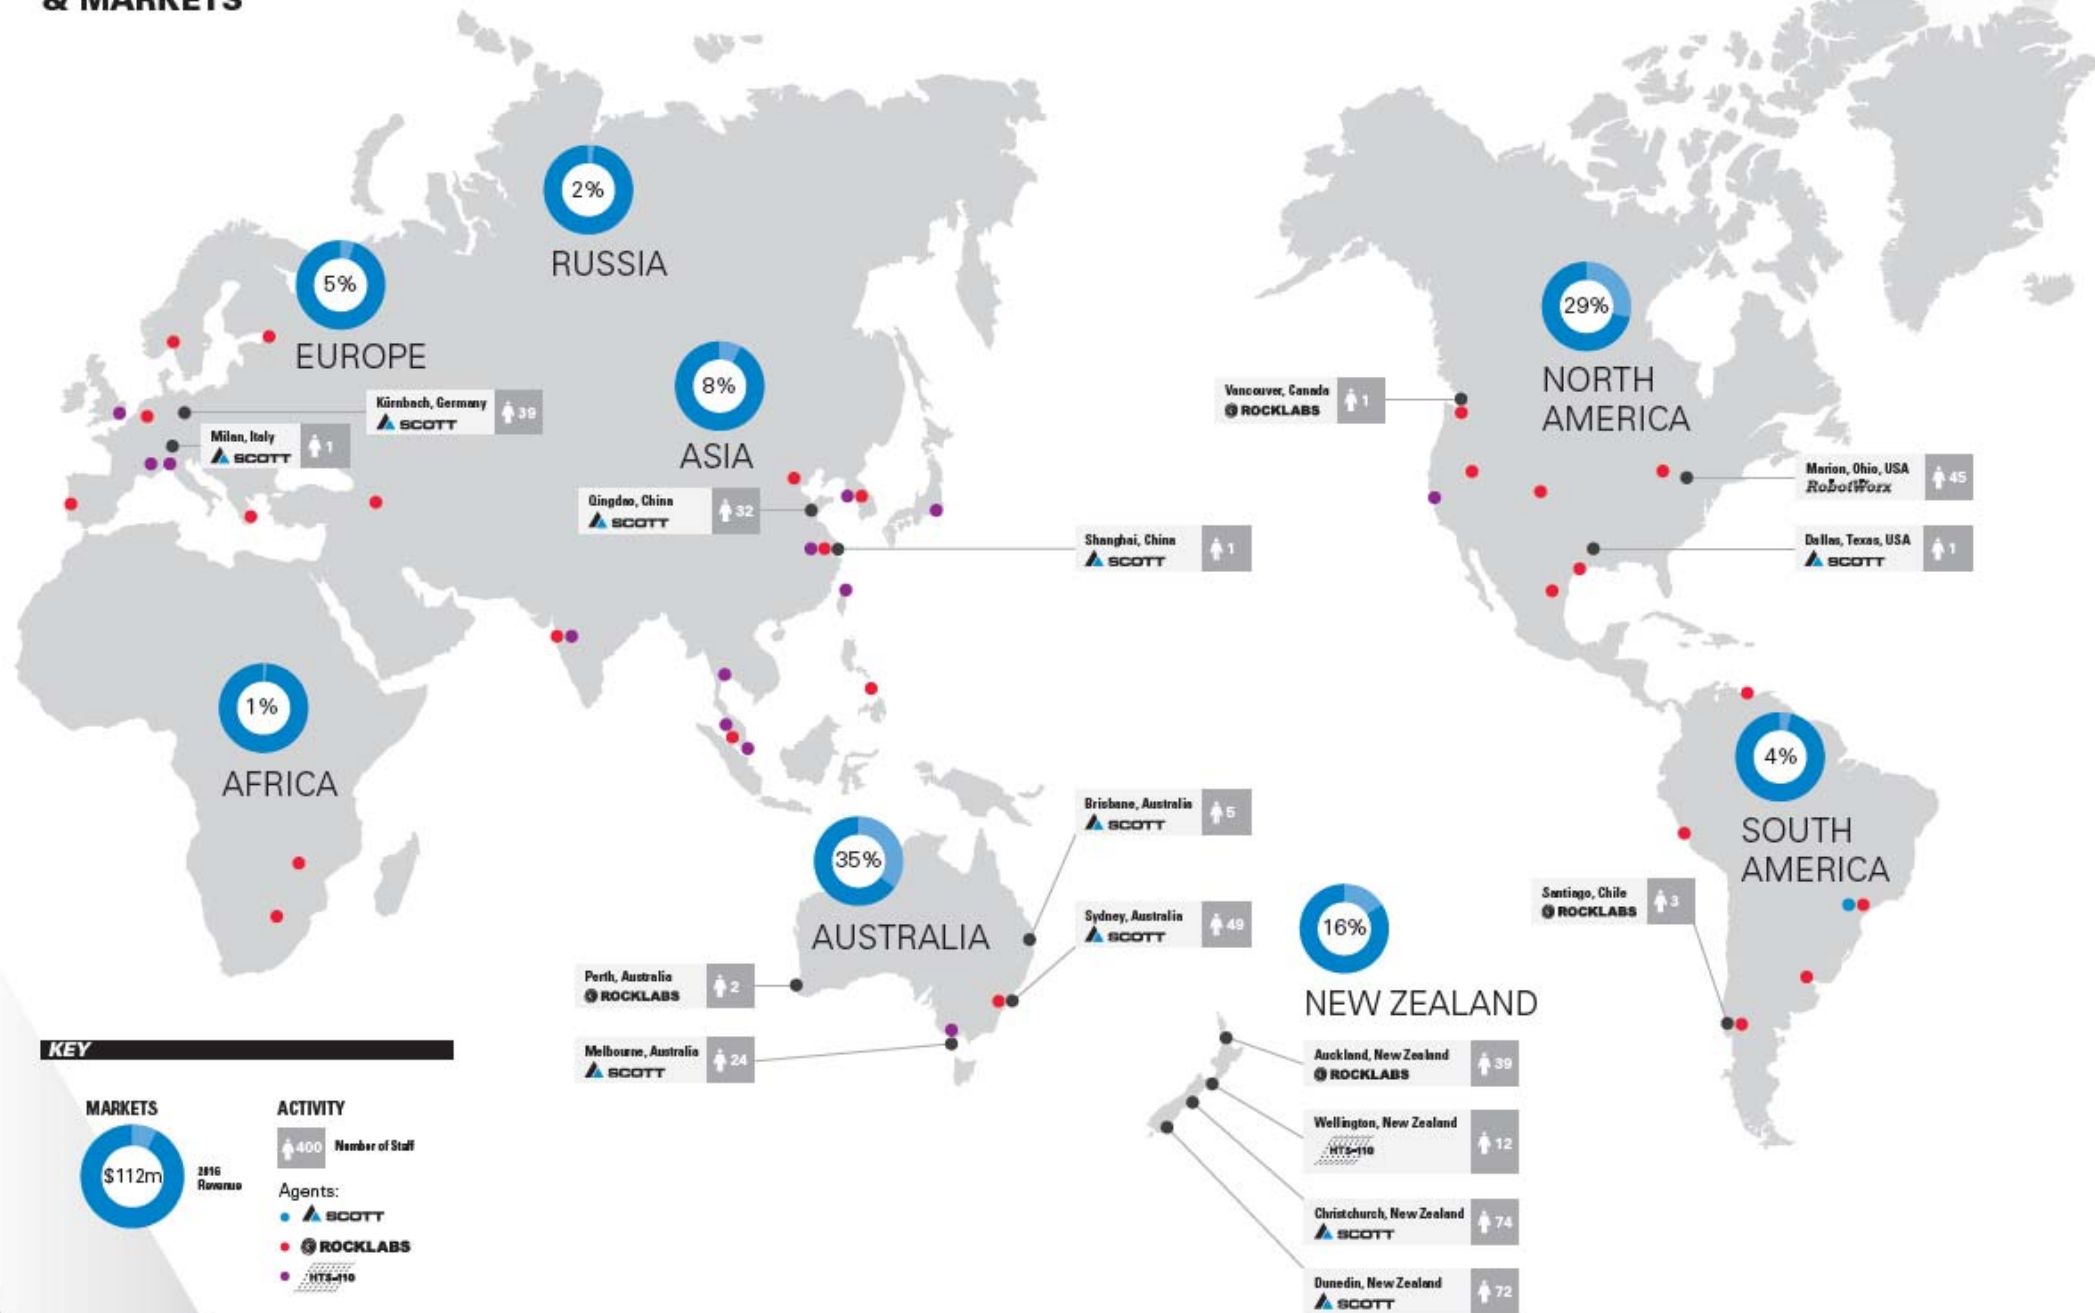 & MARKETS
2%
RUSSIA
5%
EUROPE
8%
ASIA
29%
NORTH
AMERICA
Kürnbach, Germany
SCOTT
39
Milan, Italy
SCOTT
1
Qingdao, China
SCOTT
32
Shanghai, China
SCOTT
1
Vancouver, Canada
ROCKLABS
1
Marion, Ohio, USA
RobotWorx
45
Dallas, Texas, USA
SCOTT
1
1%
AFRICA
4%
SOUTH
AMERICA
35%
AUSTRALIA
Brisbane, Australia
SCOTT
5
Sydney, Australia
SCOTT
49
Perth, Australia
ROCKLABS
2
Melbourne, Australia
SCOTT
24
16%
NEW ZEALAND
Santiago, Chile
ROCKLABS
3
Auckland, New Zealand
ROCKLABS
39
Wellington, New Zealand
HTS-110
12
Christchurch, New Zealand
SCOTT
74
Dunedin, New Zealand
SCOTT
72
KEY
MARKETS
$112m
2016
Revenue
ACTIVITY
400
Number of Staff
Agents:
SCOTT
ROCKLABS
HTS-110